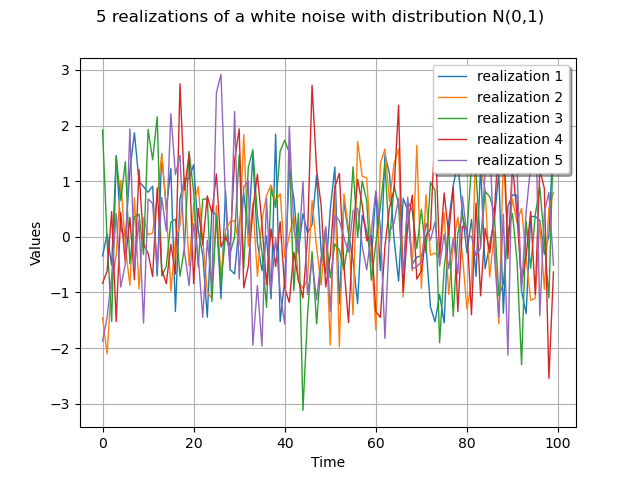 5 realizations of a white noise with distribution N(0,1)
realization 1
realization 2
realization 3
realization 4
realization 5
Values
3
2
1
0
−1
−2
−3
0 20 40 60 80 100
Time